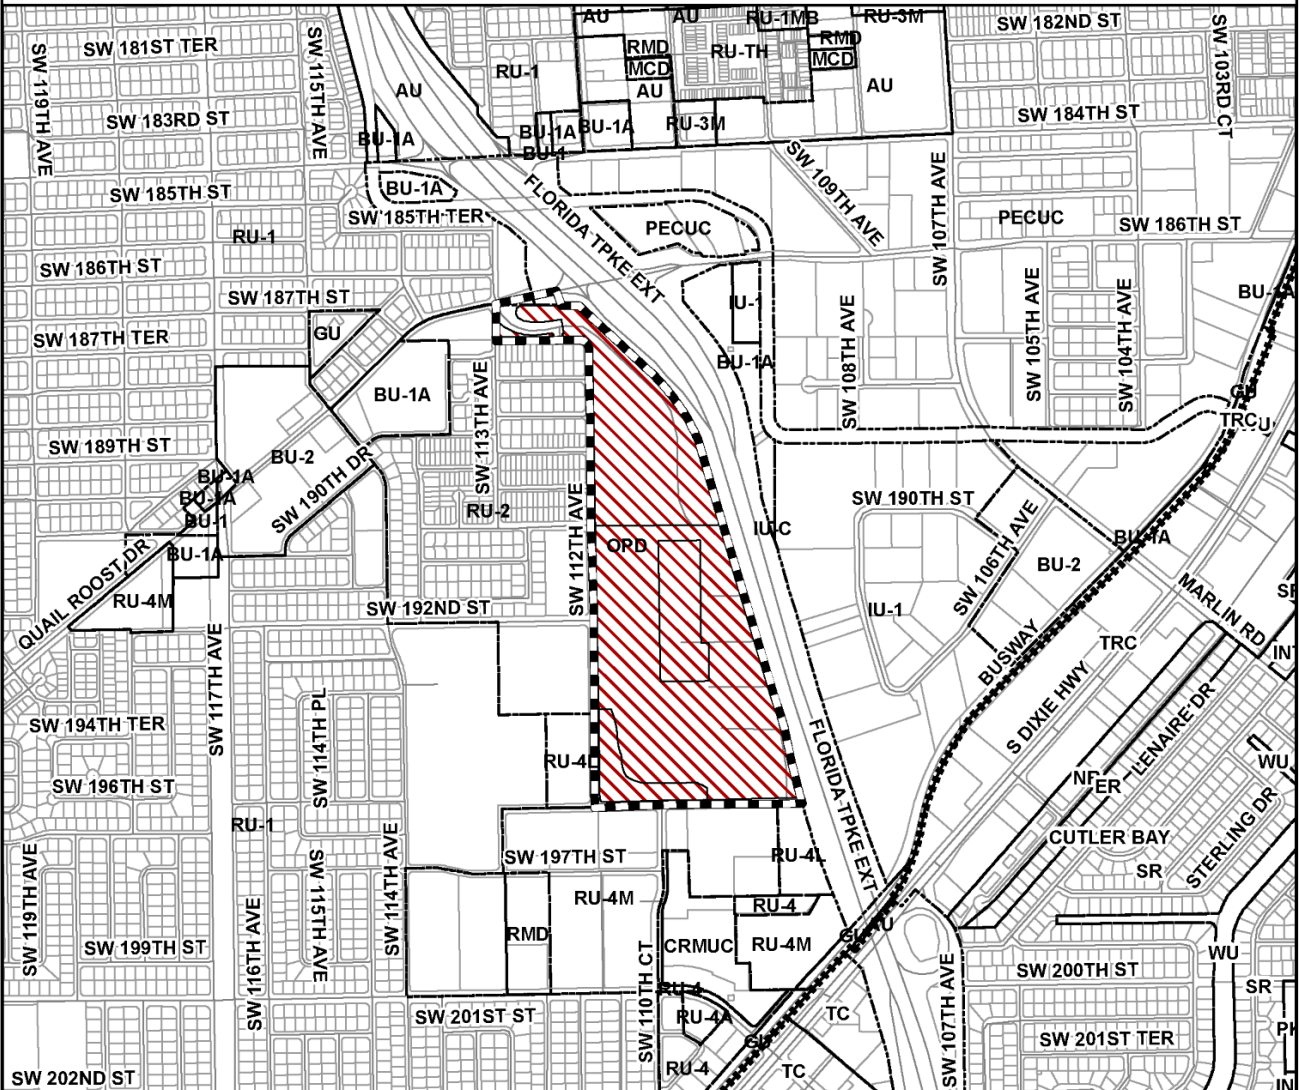 AU
AU
RU-1MB
RU-3M
SW 182ND ST
SW 181ST TER
SW 119TH AVE
SW 115TH AVE
RMD
RU-TH
RMD
MCD
MCD
SW 103RD CT
RU-1
AU
AU
AU
SW 183RD ST
BU-1A
BU-1A
BU-1A
RU-3M
SW 184TH ST
BU-1
SW 109TH AVE
SW 107TH AVE
SW 185TH ST
BU-1A
FLORIDA TPKE EXT
SW 185TH TER
PECUC
PECUC
SW 186TH ST
RU-1
SW 186TH ST
SW 187TH ST
IU-1
SW 108TH AVE
SW 105TH AVE
SW 104TH AVE
GU
SW 187TH TER
BU-1A
SW 113TH AVE
BU-1A
GU
TRC
SW 189TH ST
BU-2
SW 190TH DR
BU-1A
BU-1A
BU-1
RU-2
SW 112TH AVE
SW 190TH ST
IU-C
SW 106TH AVE
BU-1A
OPD
BU-2
QUAIL ROOST DR
BU-1A
RU-4M
SW 192ND ST
IU-1
MARLIN RD
BUSWAY
TRC
SW 117TH AVE
SW 194TH TER
SW 114TH PL
S DIXIE HWY
LENAIRE DR
FLORIDA TPKE EXT
SW 196TH ST
WU
ER
STERLING DR
RU-1
CUTLER BAY
SW 119TH AVE
SW 115TH AVE
SW 114TH AVE
SW 197TH ST
RU-4L
SR
RU-4M
RU-4
SW 116TH AVE
RMD
CRMUC
RU-4M
SW 199TH ST
WU
SW 110TH CT
SW 107TH AVE
SW 200TH ST
RU-4
SR
SW 201ST ST
RU-4A
TC
GU
SW 201ST TER
RU-4
TC
SW 202ND ST